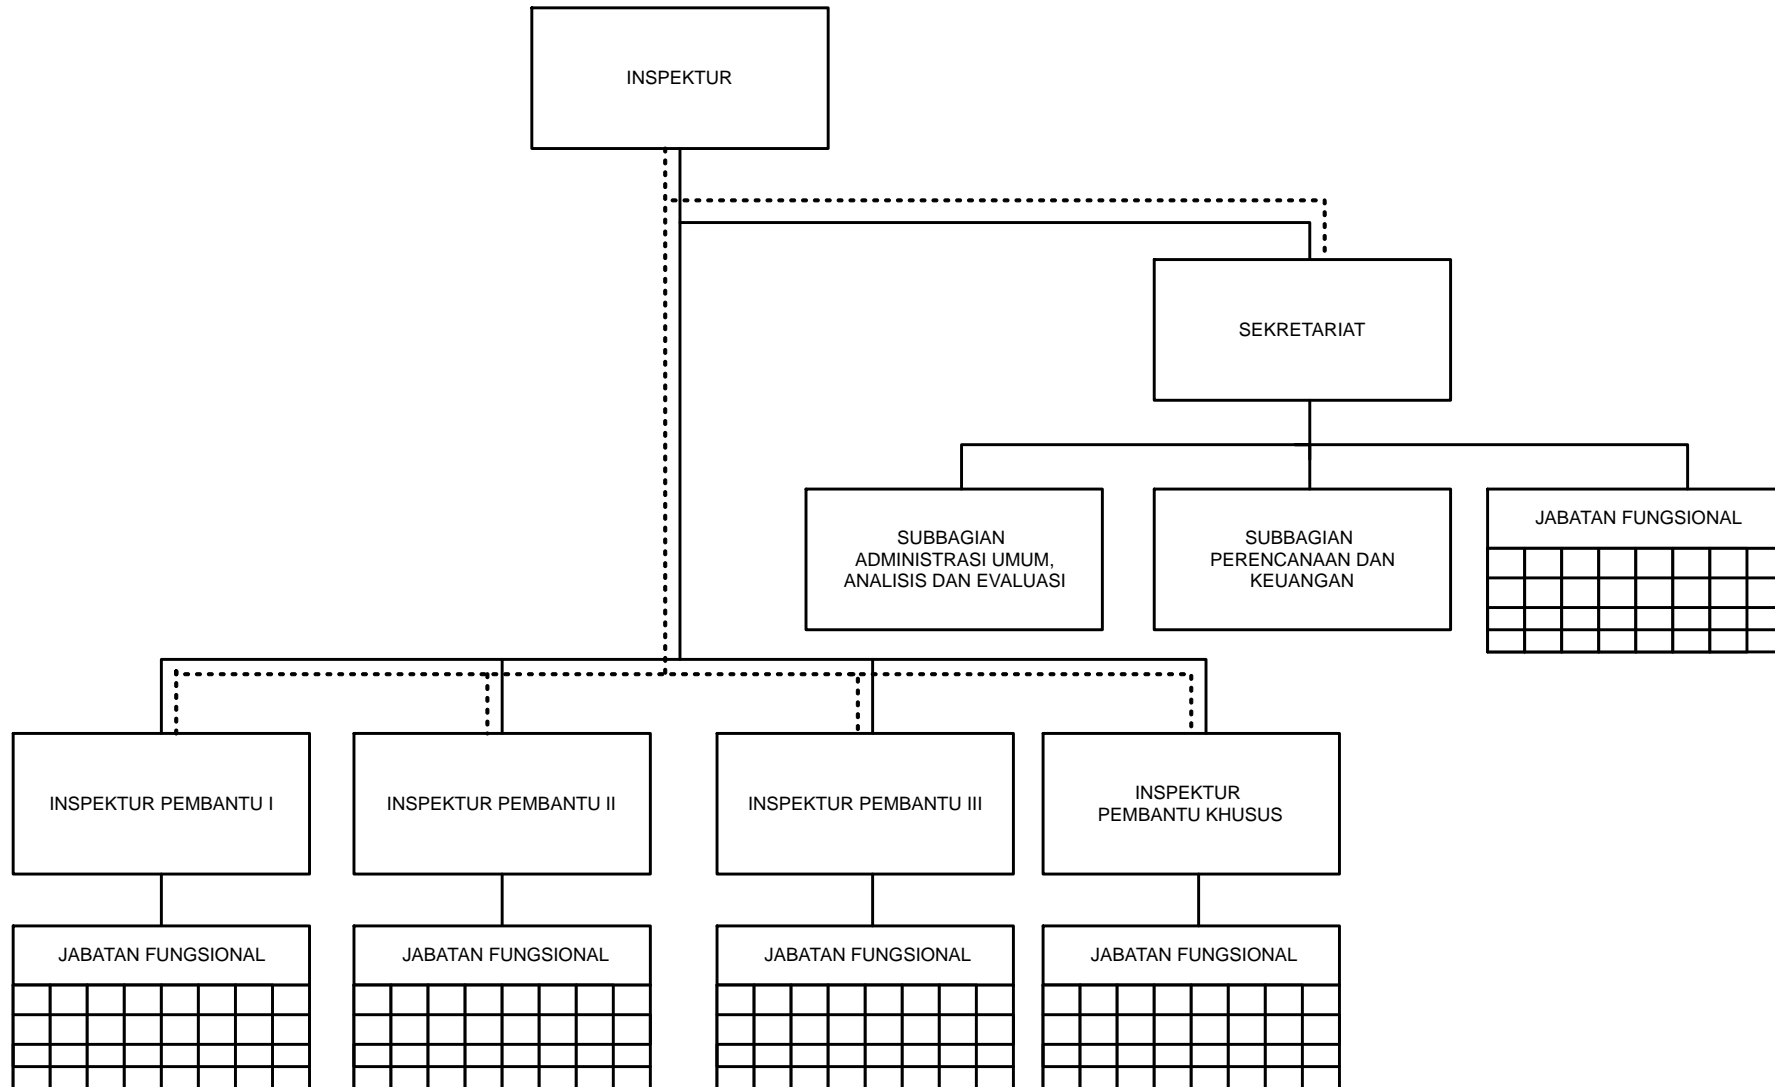 INSPEKTUR
SEKRETARIAT
SUBBAGIAN
ADMINISTRASI UMUM,
ANALISIS DAN EVALUASI
SUBBAGIAN
PERENCANAAN DAN
KEUANGAN
JABATAN FUNGSIONAL
INSPEKTUR PEMBANTU I
INSPEKTUR PEMBANTU II
INSPEKTUR PEMBANTU III
INSPEKTUR
PEMBANTU KHUSUS
JABATAN FUNGSIONAL
JABATAN FUNGSIONAL
JABATAN FUNGSIONAL
JABATAN FUNGSIONAL